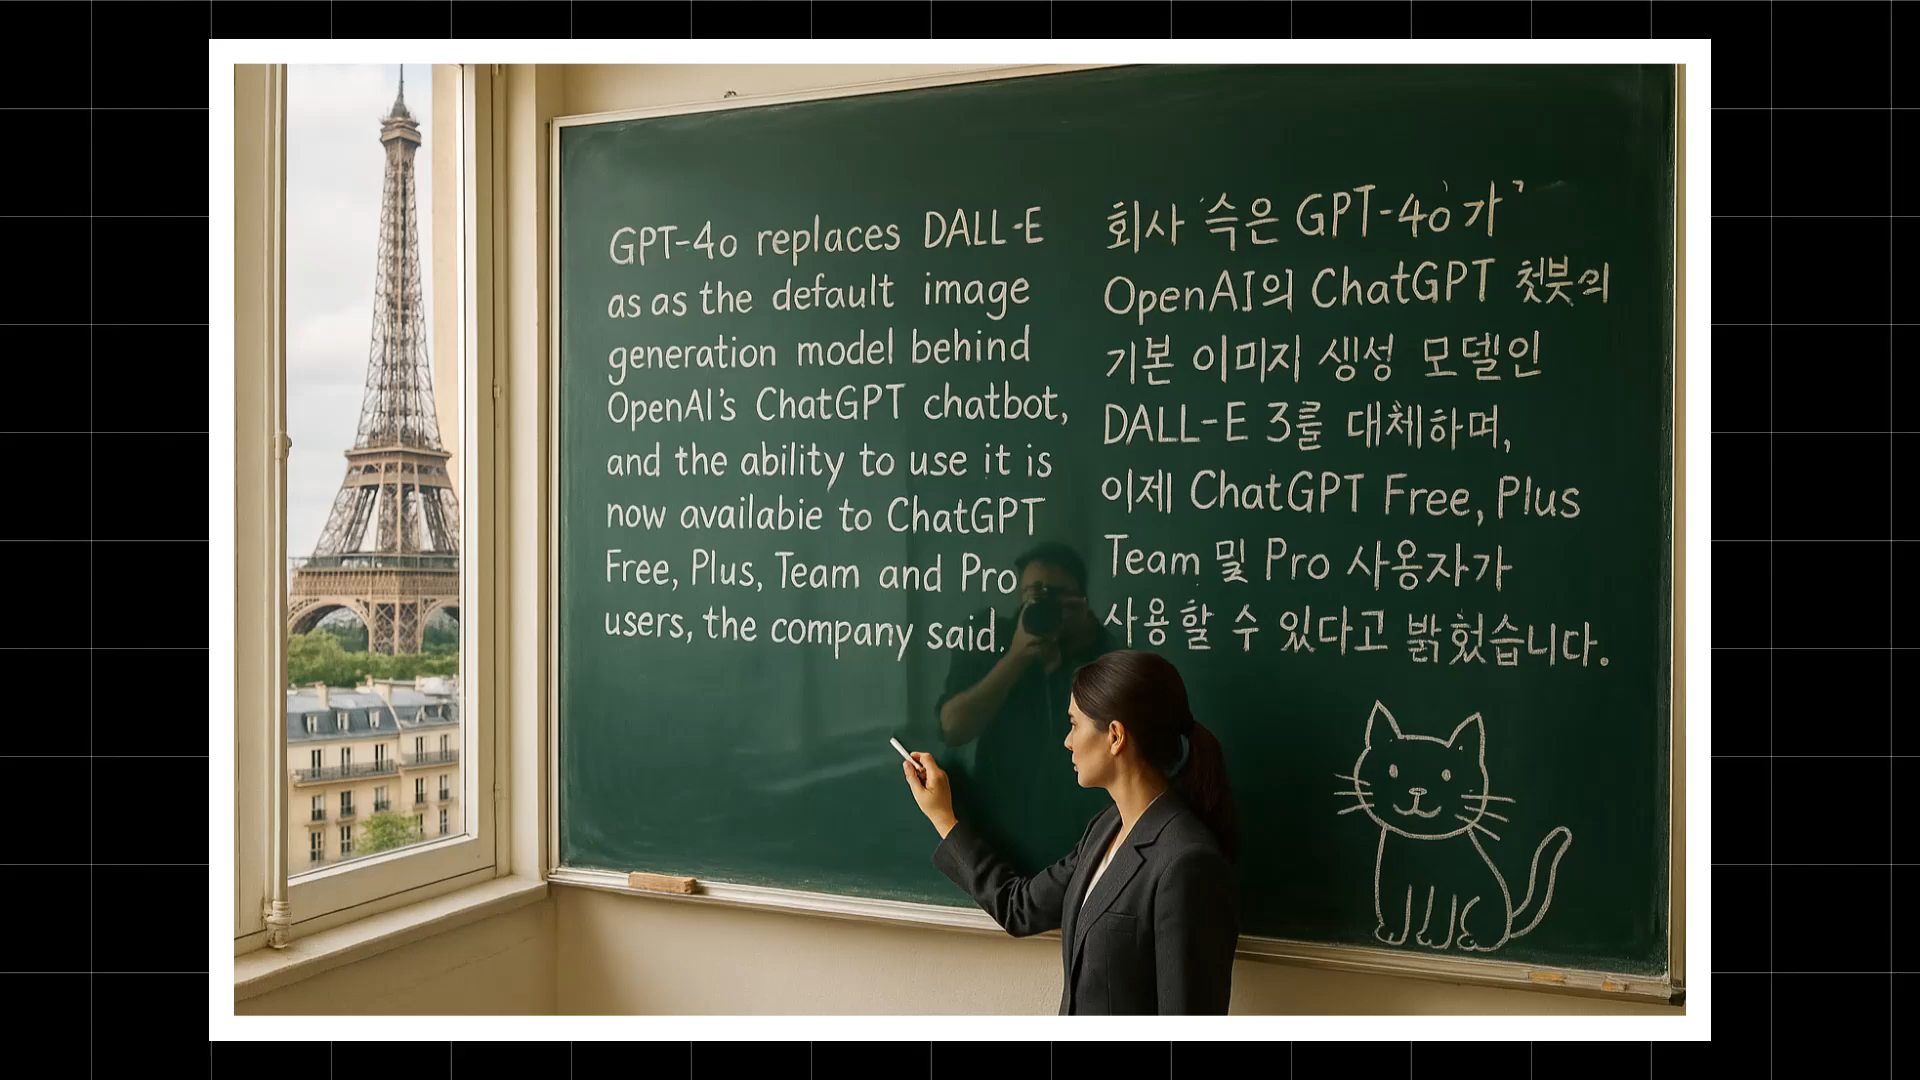 GPT-4o replaces DALL-E
as as the default image
generation model behind
OpenAI's ChatGPT chatbot,
and the ability to use it is
now availabie to ChatGPT
Free, Plus, Team and Pro
users, the company said.
회사 '속은 GPT-4o'가"
OpenAI의 ChatGPT 챗봇의
기본 이미지 생성 모델인
DALL-E 3를 대체하며,
이제 ChatGPT Free, Plus
Team 및 Pro 사용자가
사용할 수 있다고 밝혔습니다.